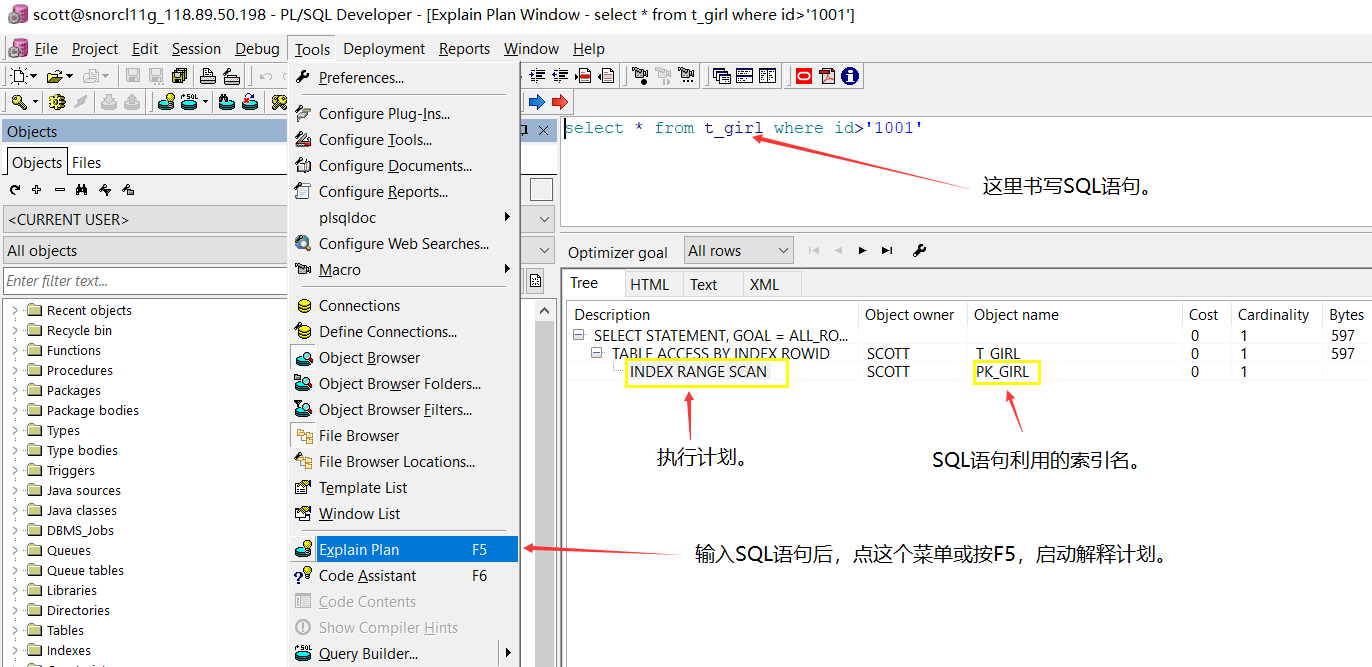 scott@snorcl11g_118.89.50.198 - PL/SQL Developer - [Explain Plan Window - select * from t_girl where id>'1001']
File Project Edit Session Debug Tools Deployment Reports Window Help
Preferences...
Configure Plug-Ins...
Configure Tools...
Configure Documents...
Configure Reports...
plsqldoc
Configure Web Searches...
Macro
Connections
Define Connections...
Object Browser
Object Browser Folders...
Object Browser Filters...
File Browser
File Browser Locations...
Template List
Window List
Explain Plan F5
Code Assistant F6
Code Contents
Show Compiler Hints
Query Builder...
Objects
Objects Files
<CURRENT USER>
All objects
Enter filter text...
Recent objects
Recycle bin
Functions
Procedures
Packages
Package bodies
Types
Type bodies
Triggers
Java sources
Java classes
DBMS_Jobs
Queues
Queue tables
Libraries
Directories
Tables
Indexes
select * from t_girl where id>'1001'
这里书写SQL语句。
Optimizer goal All rows
Tree HTML Text XML
Description Object owner Object name Cost Cardinality Bytes
SELECT STATEMENT, GOAL = ALL_RO... 0 1 597
TABLE ACCESS BY INDEX ROWID SCOTT T_GIRL 0 1 597
INDEX RANGE SCAN SCOTT PK_GIRL 0 1
执行计划。
SQL语句利用的索引名。
输入SQL语句后，点这个菜单或按F5，启动解释计划。